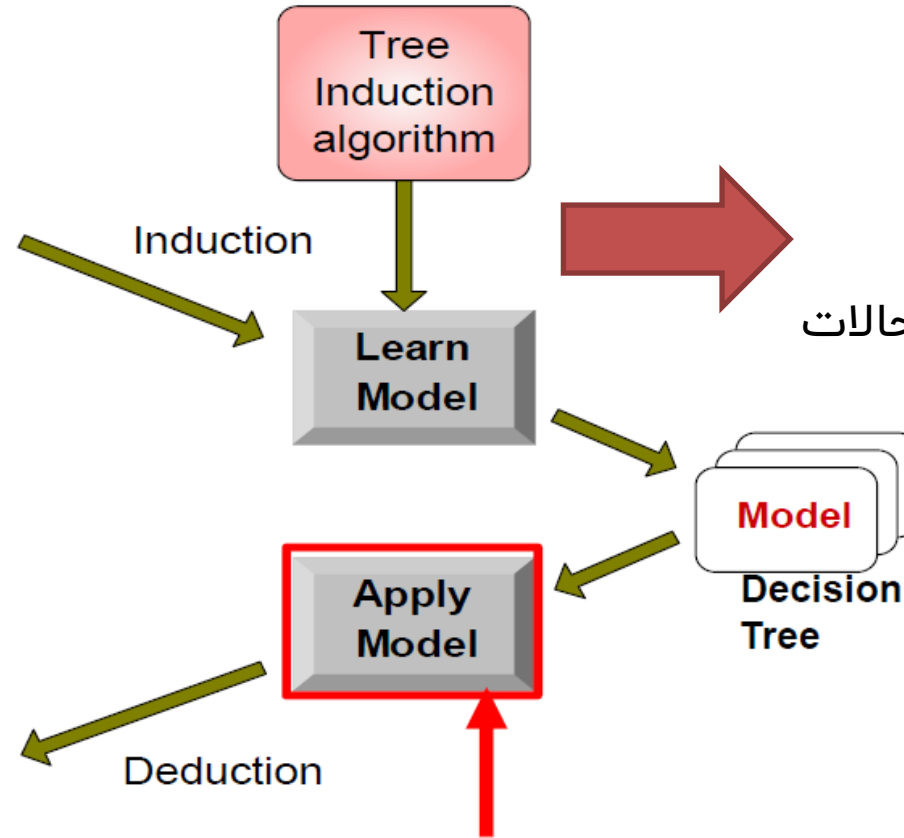 Tree
Induction
algorithm
Induction
Learn
Model
حالات
Model
Decision
Tree
Apply
Model
Deduction